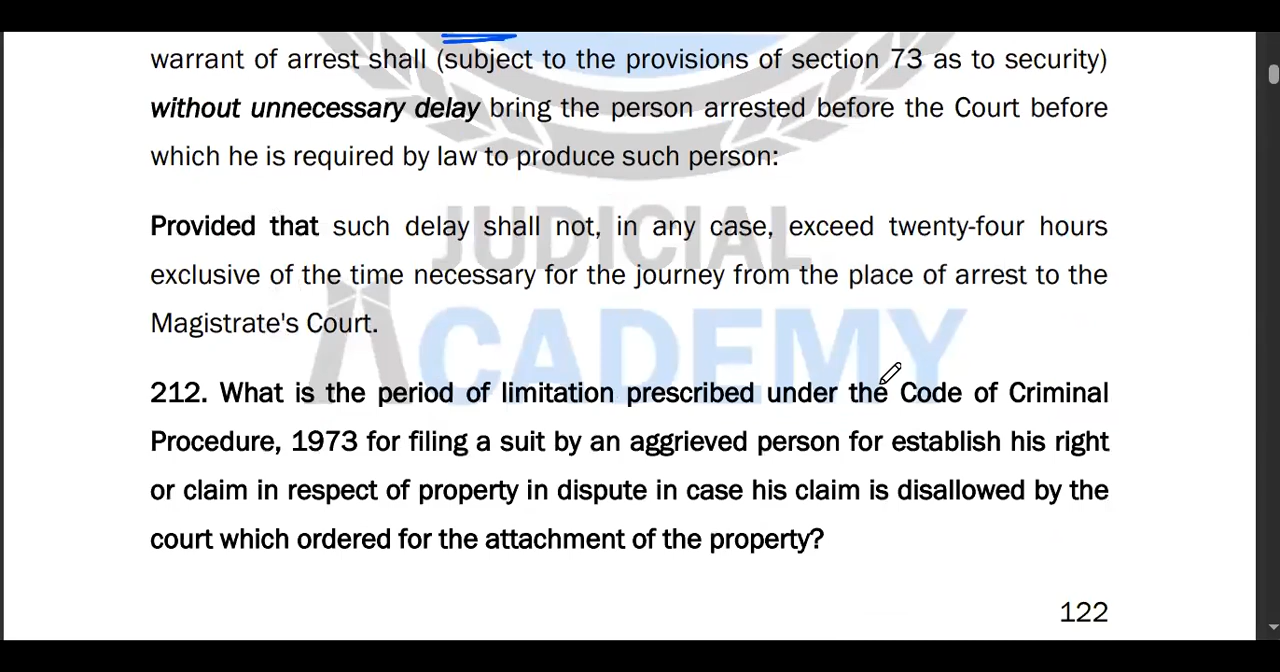 warrant of arrest shall (subject to the provisions of section 73 as to security)
without unnecessary delay bring the person arrested before the Court before
which he is required by law to produce such person:
Provided that such delay shall not, in any case, exceed twenty-four hours
exclusive of the time necessary for the journey from the place of arrest to the
Magistrate's Court.
212. What is the period of limitation prescribed under the Code of Criminal
Procedure, 1973 for filing a suit by an aggrieved person for establish his right
or claim in respect of property in dispute in case his claim is disallowed by the
court which ordered for the attachment of the property?
122
JUDICIAL
ACADEMY